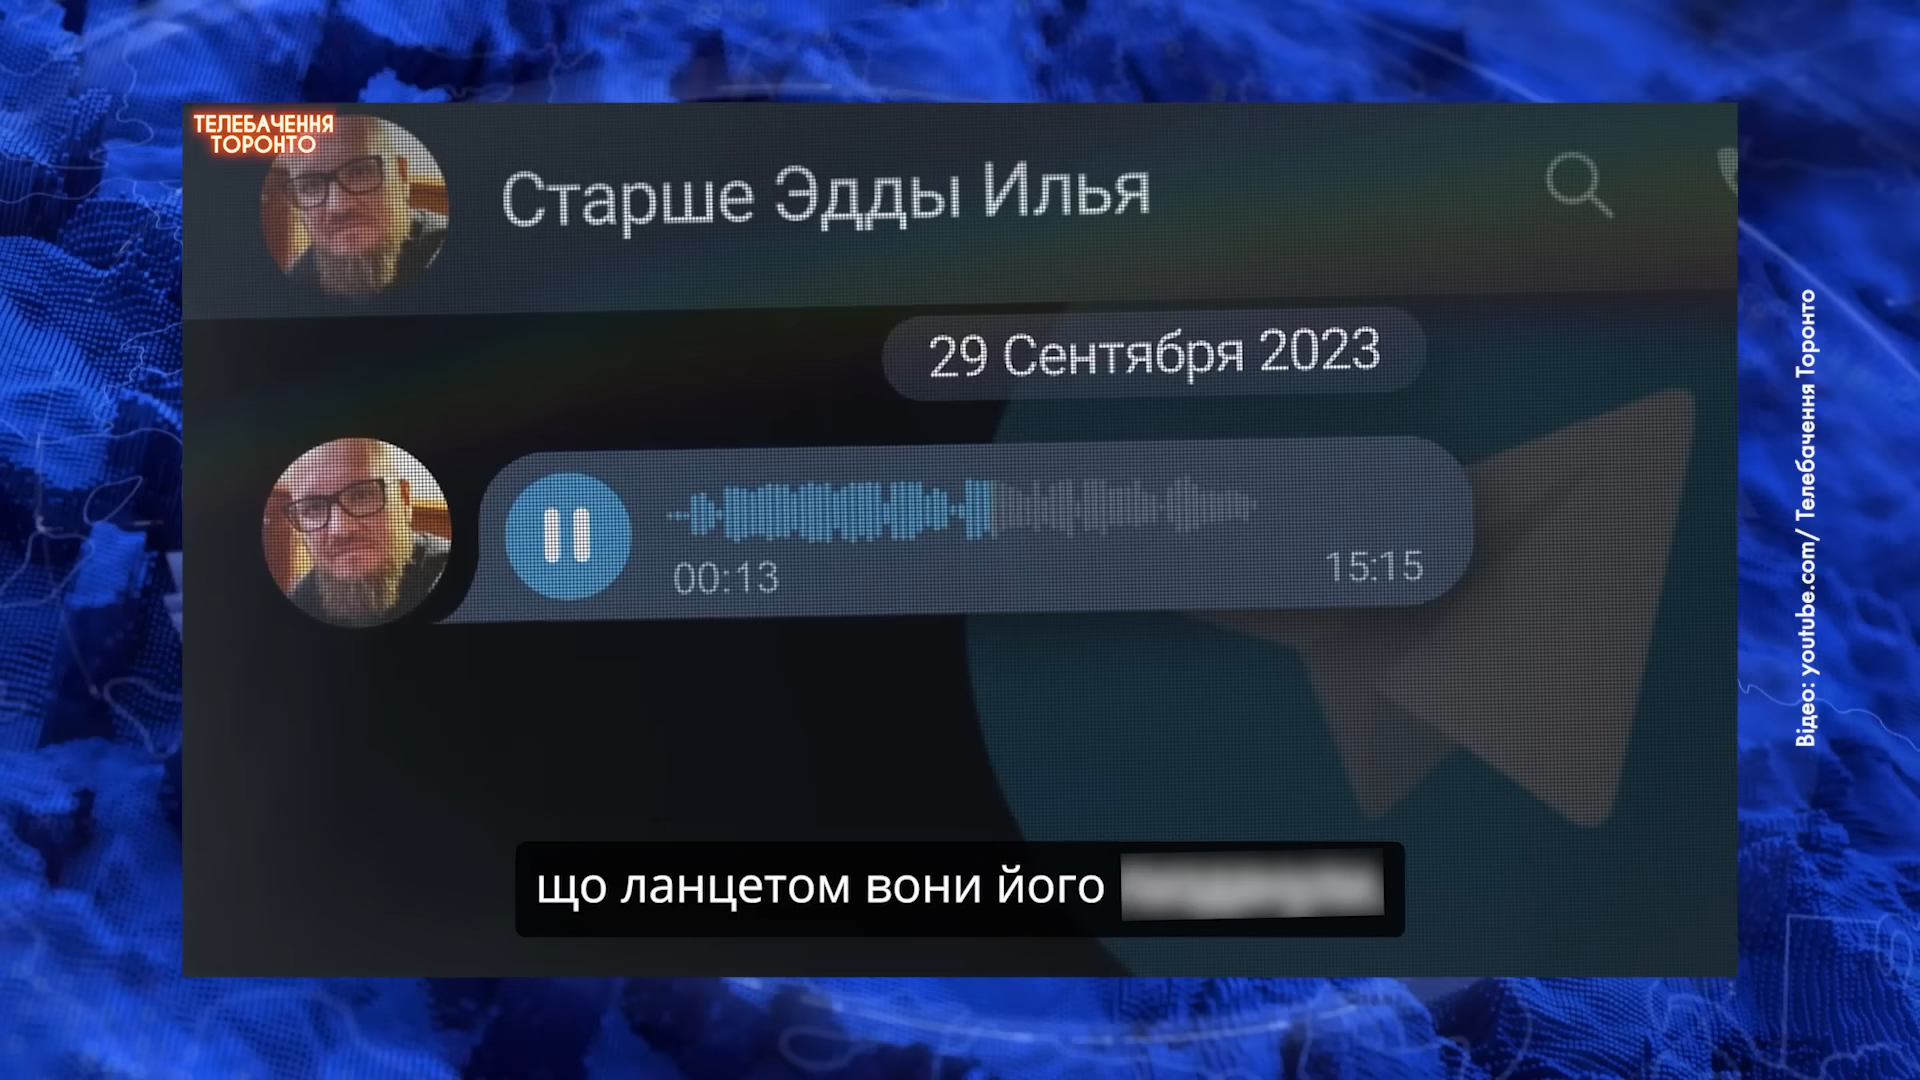 ТЕЛЕБАЧЕННЯ
ТОРОНТО
Старше Эдды Илья
29 Сентября 2023
00:13
15:15
що ланцетом вони його
Відео: youtube.com/ Телебачення Торонто